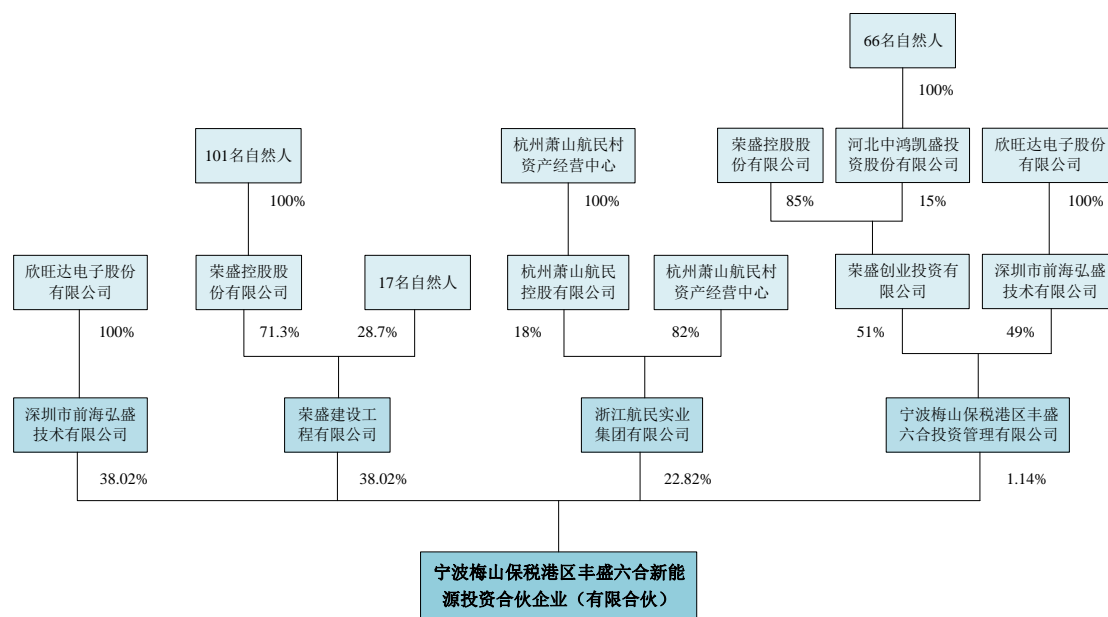 66名自然人
100%
101名自然人
杭州萧山航民村
资产经营中心
荣盛控股股
份有限公司
河北中鸿凯盛投
资股份有限公司
欣旺达电子股份
有限公司
100%
100%
85%
15%
100%
欣旺达电子股份
有限公司
荣盛控股股
份有限公司
17名自然人
杭州萧山航民
控股有限公司
杭州萧山航民村
资产经营中心
荣盛创业投资有
限公司
深圳市前海弘盛
技术有限公司
100%
71.3%
28.7%
18%
82%
51%
49%
深圳市前海弘盛
技术有限公司
荣盛建设工
程有限公司
浙江航民实业
集团有限公司
宁波梅山保税港区丰盛
六合投资管理有限公司
38.02%
38.02%
22.82%
1.14%
宁波梅山保税港区丰盛六合新能
源投资合伙企业（有限合伙）